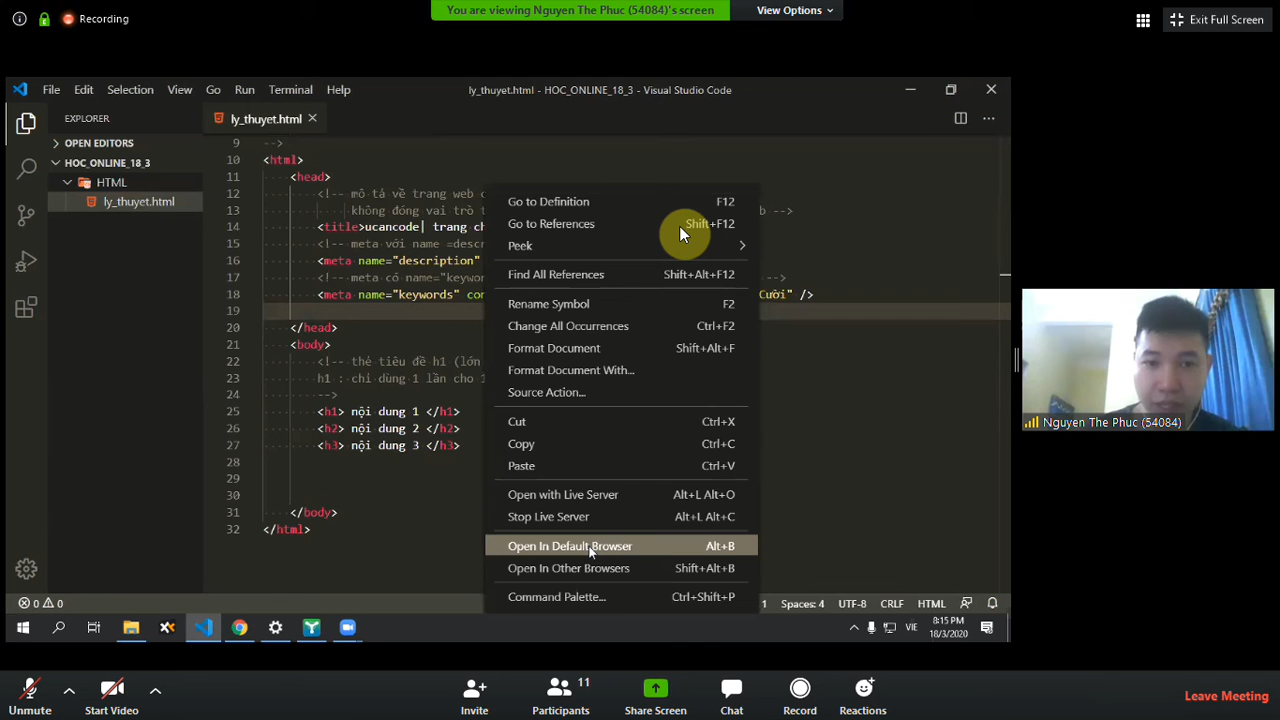 Recording
You are viewing Nguyen The Phuc (54084)'s screen
View Options
Exit Full Screen
File Edit Selection View Go Run Terminal Help
ly_thuyet.html - HOC_ONLINE_18_3 - Visual Studio Code
EXPLORER
OPEN EDITORS
HOC_ONLINE_18_3
HTML
ly_thuyet.html
ly_thuyet.html
9 -->
10 <html>
11 <head>
12 <!-- mô tả về trang web
13 không đóng vai trò -->
14 <title>ucancode| trang
15 <!-- meta với name
16 <meta name="description"
17 <!-- meta có -->
18 <meta name="keywords" Cười" />
19
20 </head>
21 <body>
22 <!-- thẻ tiêu đề h1 (lớn
23 h1 : chỉ dùng 1 lần cho
24 -->
25 <h1> nội dung 1 </h1>
26 <h2> nội dung 2 </h2>
27 <h3> nội dung 3 </h3>
28
29
30
31 </body>
32 </html>
Go to Definition F12
Go to References Shift+F12
Peek
Find All References Shift+Alt+F12
Rename Symbol F2
Change All Occurrences Ctrl+F2
Format Document Shift+Alt+F
Format Document With...
Source Action...
Cut Ctrl+X
Copy Ctrl+C
Paste Ctrl+V
Open with Live Server Alt+L Alt+O
Stop Live Server Alt+L Alt+C
Open In Default Browser Alt+B
Open In Other Browsers Shift+Alt+B
Command Palette... Ctrl+Shift+P
0 0
1 Spaces: 4 UTF-8 CRLF HTML
VIE
8:15 PM
18/3/2020
Nguyen The Phuc (54084)
Unmute
Start Video
Invite
11
Participants
Share Screen
Chat
Record
Reactions
Leave Meeting